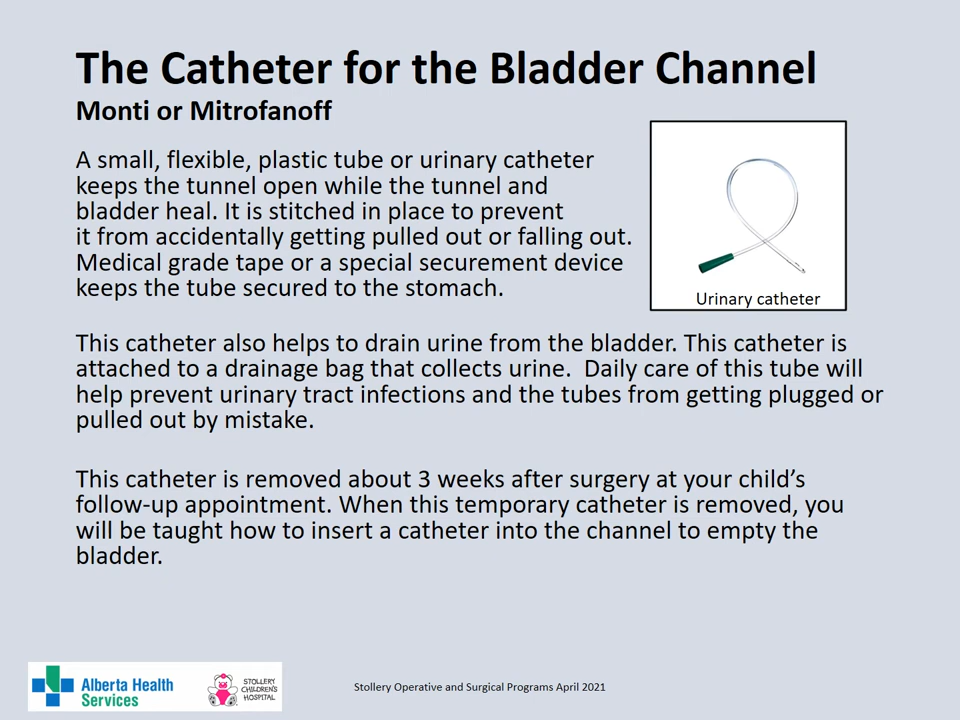 The Catheter for the Bladder Channel
Monti or Mitrofanoff
A small, flexible, plastic tube or urinary catheter
keeps the tunnel open while the tunnel and
bladder heal. It is stitched in place to prevent
it from accidentally getting pulled out or falling out.
Medical grade tape or a special securement device
keeps the tube secured to the stomach.
Urinary catheter
This catheter also helps to drain urine from the bladder. This catheter is
attached to a drainage bag that collects urine.  Daily care of this tube will
help prevent urinary tract infections and the tubes from getting plugged or
pulled out by mistake.
This catheter is removed about 3 weeks after surgery at your child’s
follow-up appointment. When this temporary catheter is removed, you
will be taught how to insert a catheter into the channel to empty the
bladder.
Alberta Health
Services
STOLLERY
CHILDREN'S
HOSPITAL
Stollery Operative and Surgical Programs April 2021